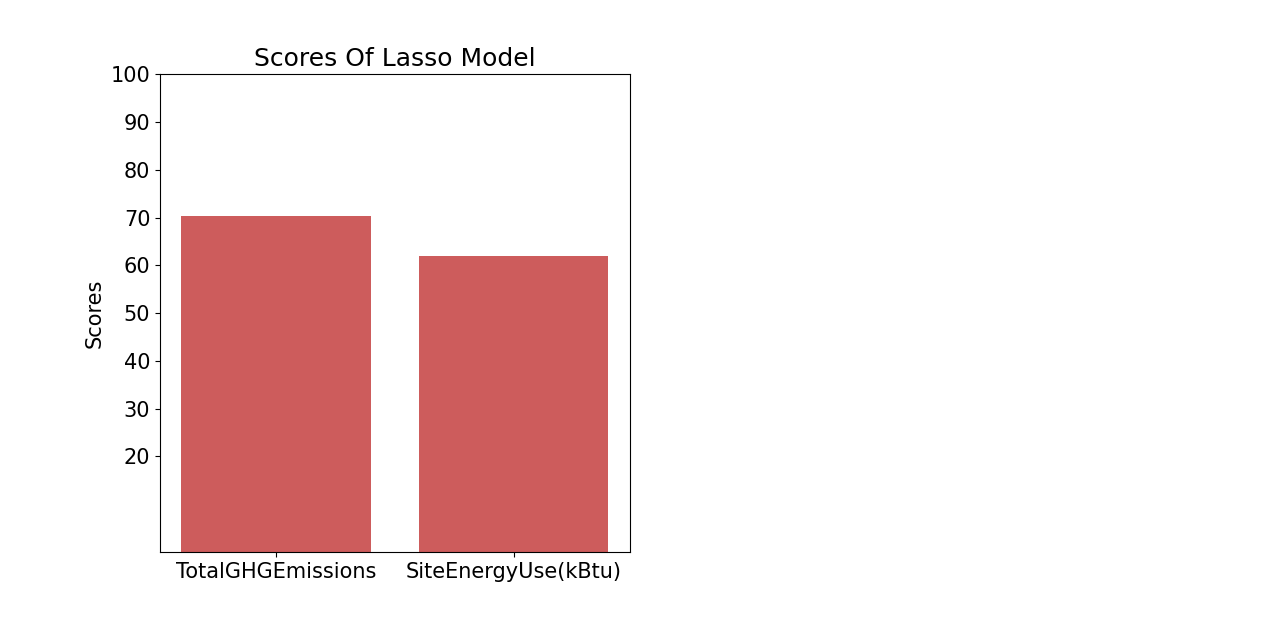 Scores Of Lasso Model
100
90
80
70
60
50
40
30
20
Scores
TotalGHGEmissions
SiteEnergyUse(kBtu)